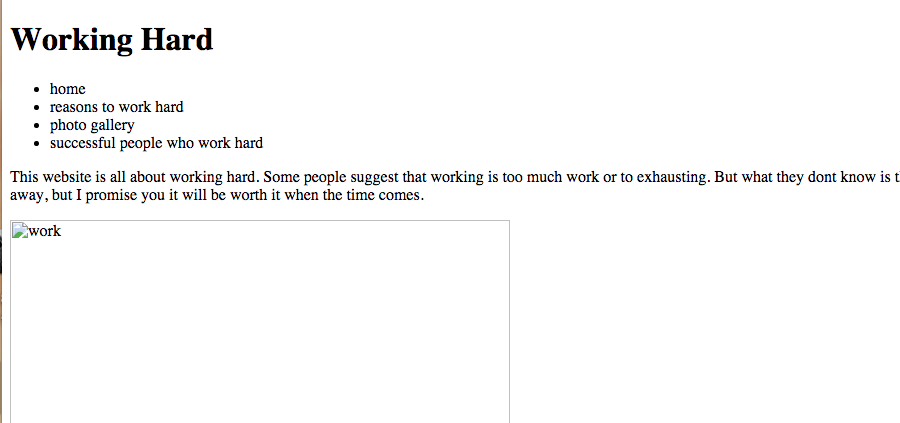 Working Hard
home
reasons to work hard
photo gallery
successful people who work hard
This website is all about working hard. Some people suggest that working is too much work or to exhausting. But what they dont know is
away, but I promise you it will be worth it when the time comes.
work